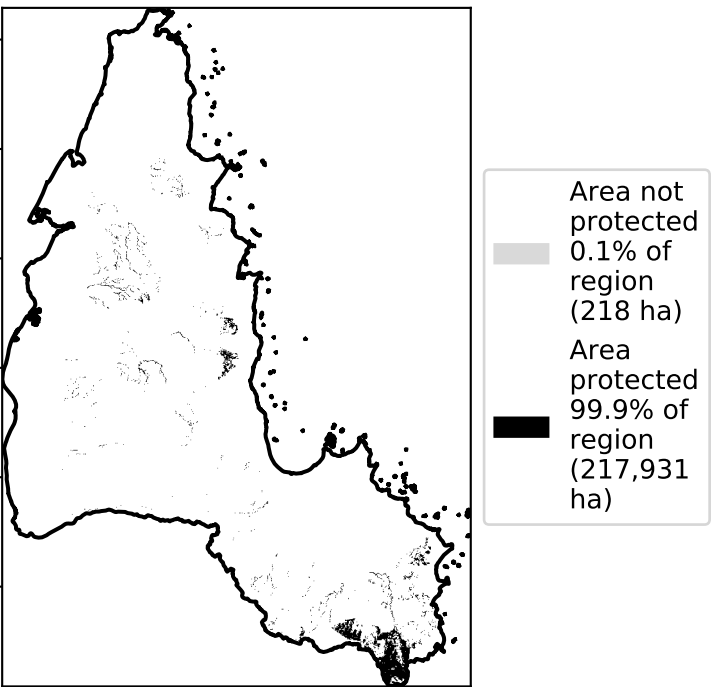 Area not
protected
0.1% of
region
(218 ha)
Area
protected
99.9% of
region
(217,931
ha)